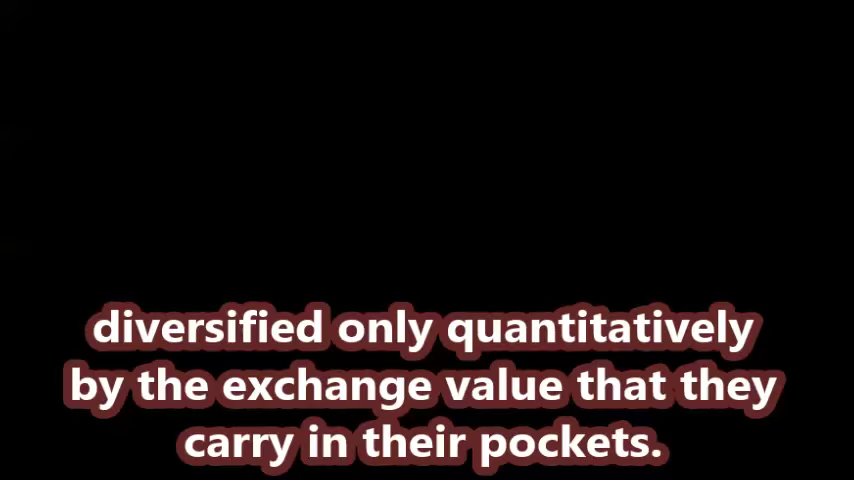 diversified only quantitatively
by the exchange value that they
carry in their pockets.